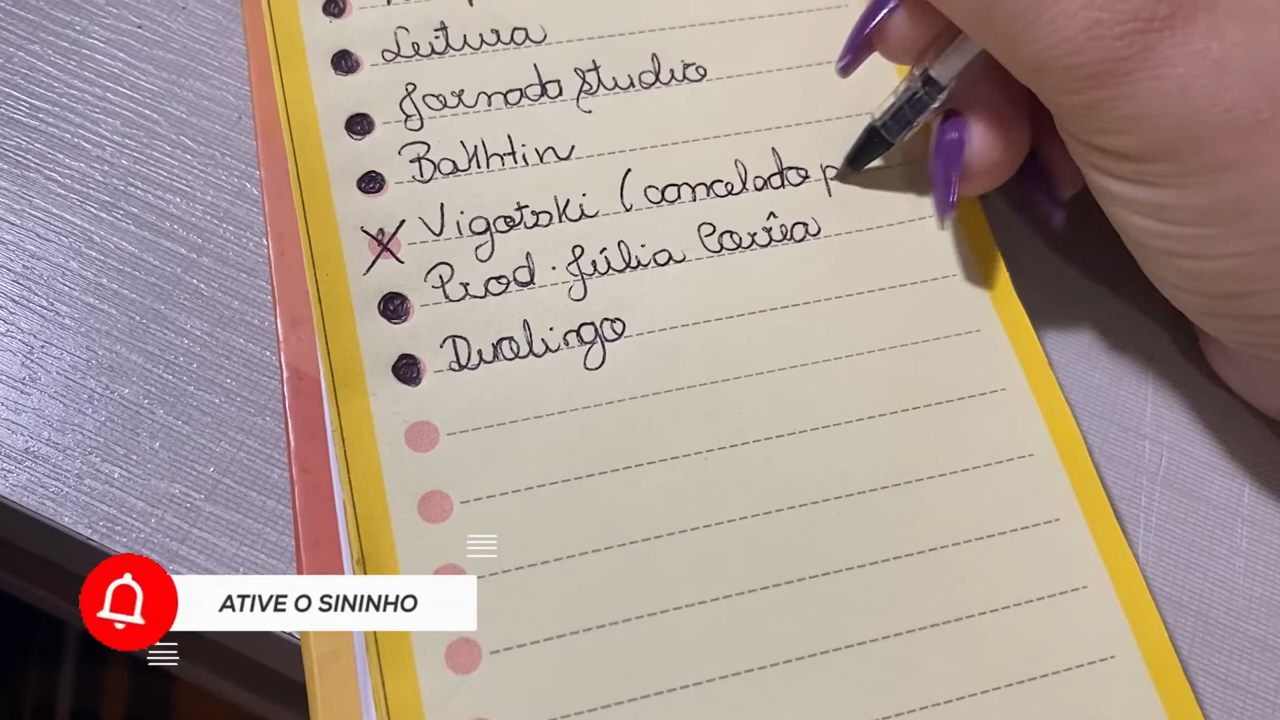 Leitura
Jornada Studio
Bakhtin
Vigotski (cancelado p
Prod. Júlia Corrêa
Duolingo
ATIVE O SININHO